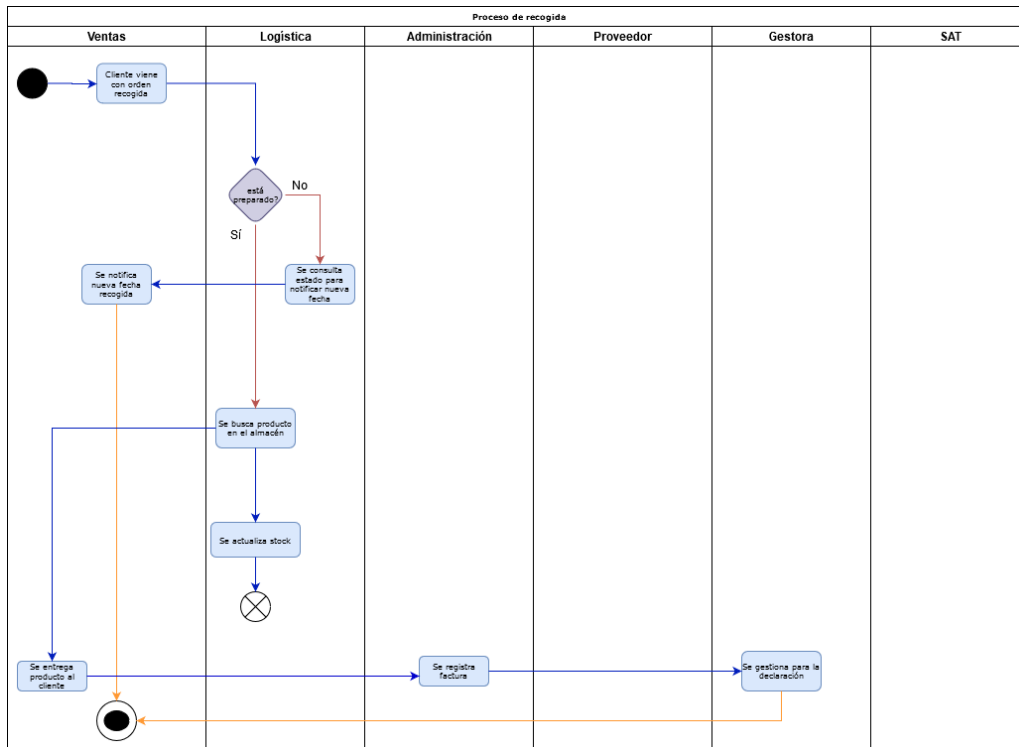 Proceso de recogida
Ventas
Logística
Administración
Proveedor
Gestora
SAT
Cliente viene
con orden
recogida
está
preparado?
No
Sí
Se notifica
nueva fecha
recogida
Se consulta
estado para
notificar nueva
fecha
Se busca producto
en el almacén
Se actualiza stock
Se entrega
producto al
cliente
Se registra
factura
Se gestiona para la
declaración